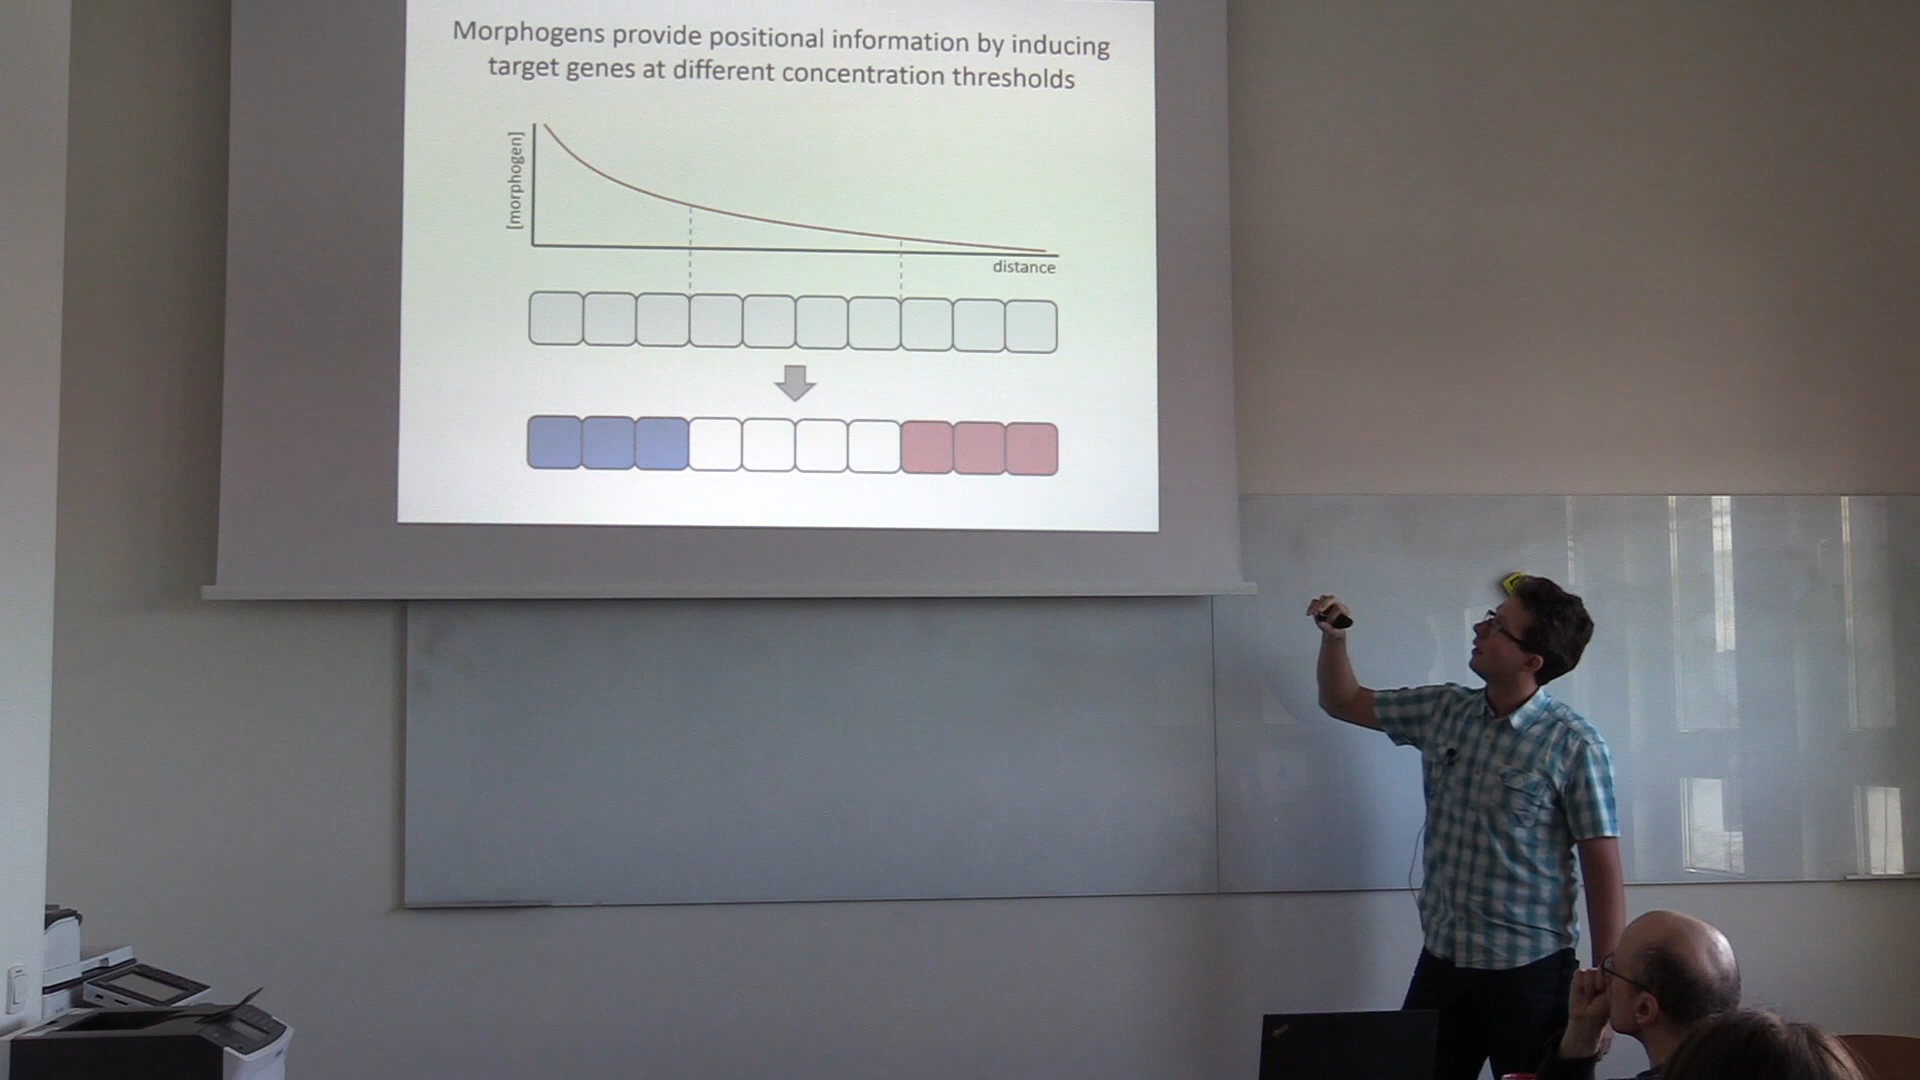 Morphogens provide positional information by inducing
target genes at different concentration thresholds
[morphogen]
distance